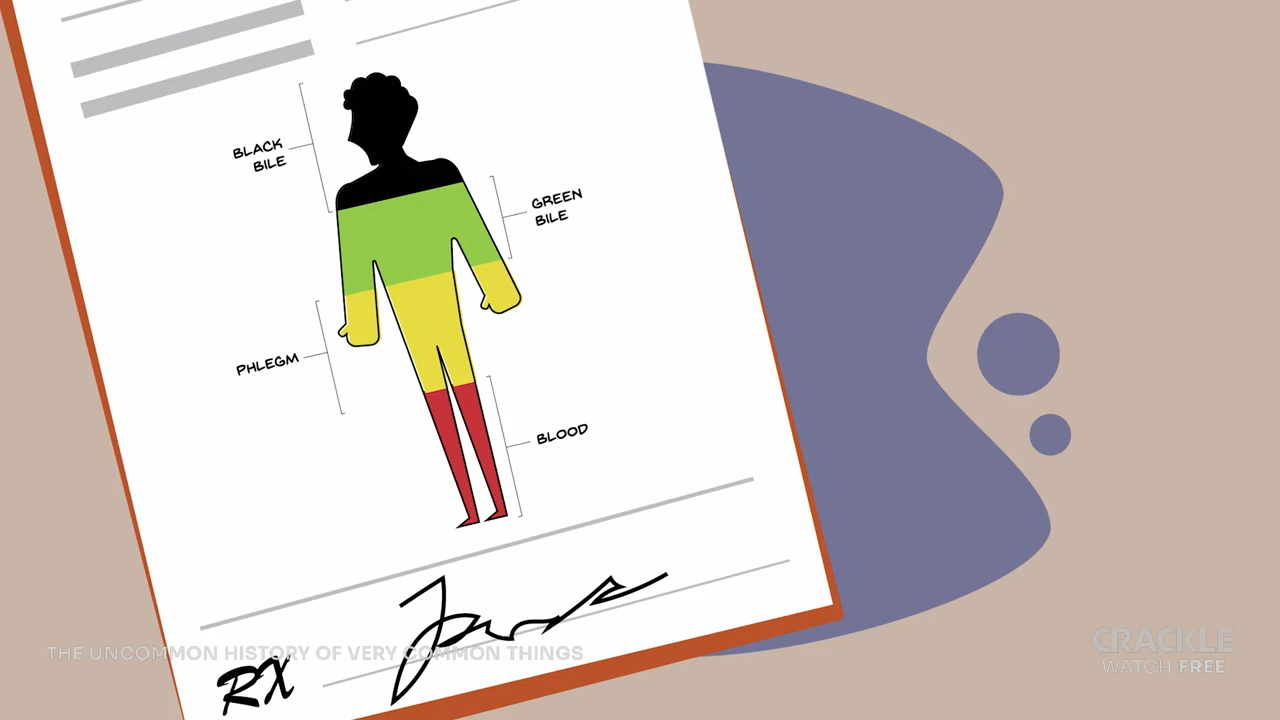 BLACK
BILE
GREEN
BILE
PHLEGM
BLOOD
THE UNCOMMON HISTORY OF VERY COMMON THINGS
RX
CRACKLE
WATCH FREE